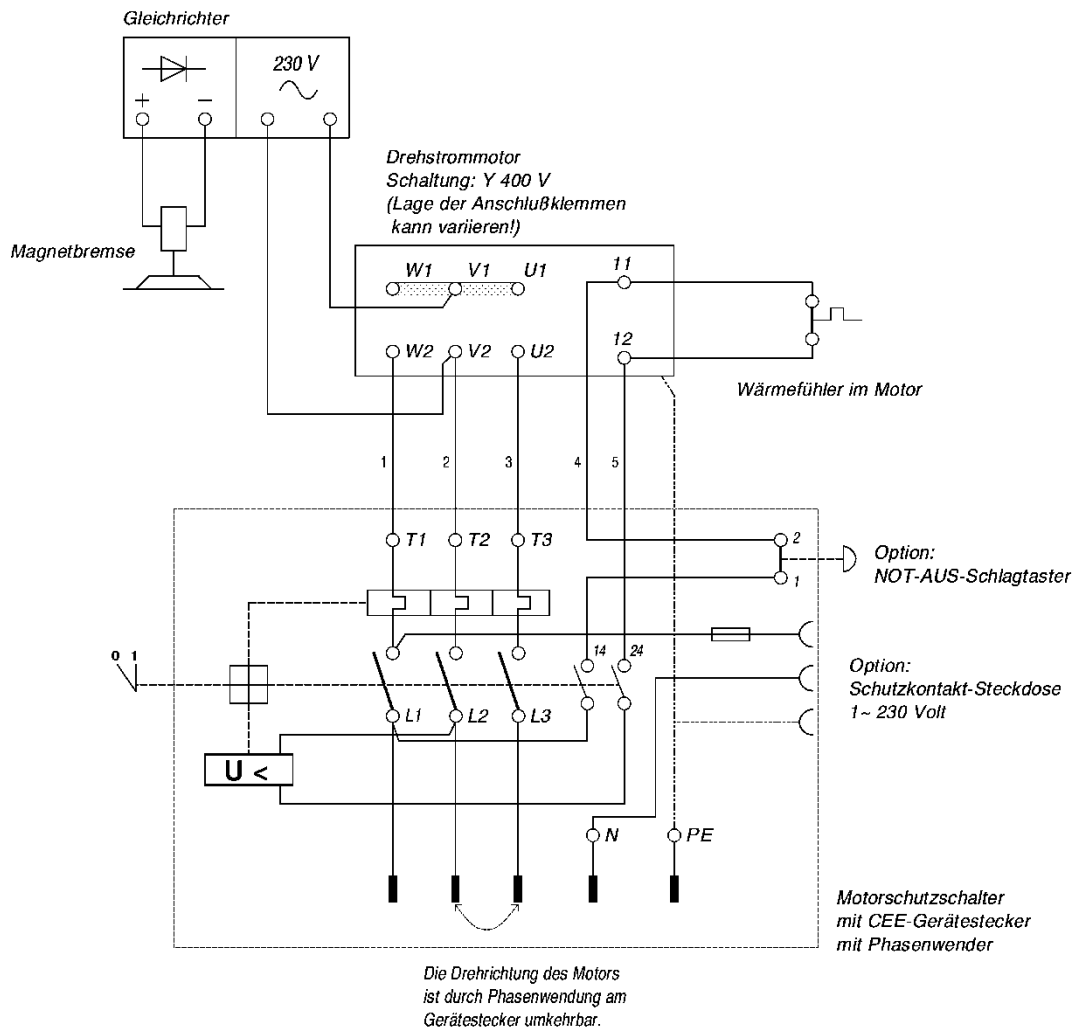 Gleichrichter
230 V
+ −
Drehstrommotor
Schaltung: Y 400 V
(Lage der Anschlußklemmen
kann variieren!)
Magnetbremse
W1 V1 U1
11
W2 V2 U2
12
Wärmefühler im Motor
1 2 3 4 5
T1 T2 T3
2
1
Option:
NOT-AUS-Schlagtaster
14 24
0 1
Option:
Schutzkontakt-Steckdose
1~ 230 Volt
L1 L2 L3
U <
N PE
Motorschutzschalter
mit CEE-Gerätestecker
mit Phasenwender
Die Drehrichtung des Motors
ist durch Phasenwendung am
Gerätestecker umkehrbar.